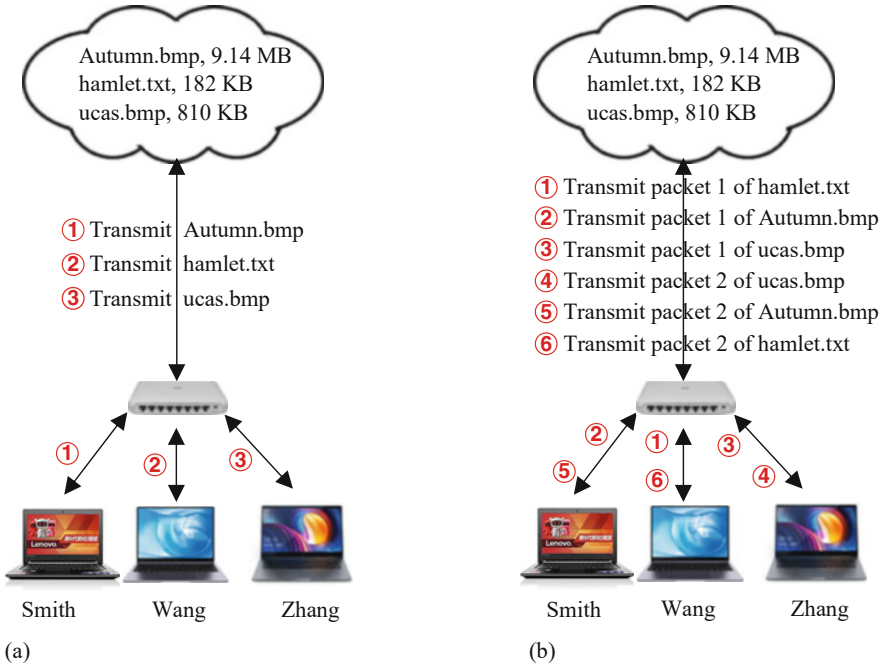 Autumn.bmp, 9.14 MB
hamlet.txt, 182 KB
ucas.bmp, 810 KB
① Transmit Autumn.bmp
② Transmit hamlet.txt
③ Transmit ucas.bmp
①
②
③
Lenovo
Smith
Wang
Zhang
(a)
Autumn.bmp, 9.14 MB
hamlet.txt, 182 KB
ucas.bmp, 810 KB
① Transmit packet 1 of hamlet.txt
② Transmit packet 1 of Autumn.bmp
③ Transmit packet 1 of ucas.bmp
④ Transmit packet 2 of ucas.bmp
⑤ Transmit packet 2 of Autumn.bmp
⑥ Transmit packet 2 of hamlet.txt
②
①
③
⑤
⑥
④
Lenovo
Smith
Wang
Zhang
(b)